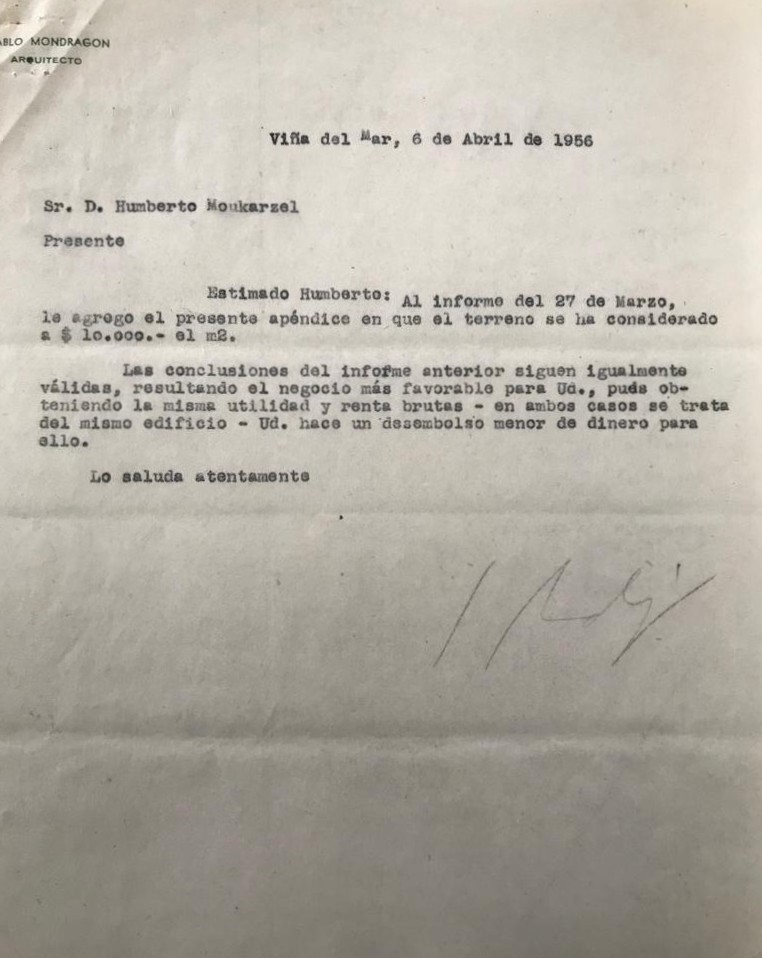 ABLO MONDRAGON
ARQUITECTO
Viña del Mar, 6 de Abril de 1956
Sr. D. Humberto Moukarzel
Presente
Estimado Humberto: Al informe del 27 de Marzo,
le agrego el presente apéndice en que el terreno se ha considerado
a $ 10.000.- el m2.
Las conclusiones del informe anterior siguen igualmente
válidas, resultando el negocio más favorable para Ud., pués ob-
teniendo la misma utilidad y renta brutas - en ambos casos se trata
del mismo edificio - Ud. hace un desembolso menor de dinero para
ello.
Lo saluda atentamente